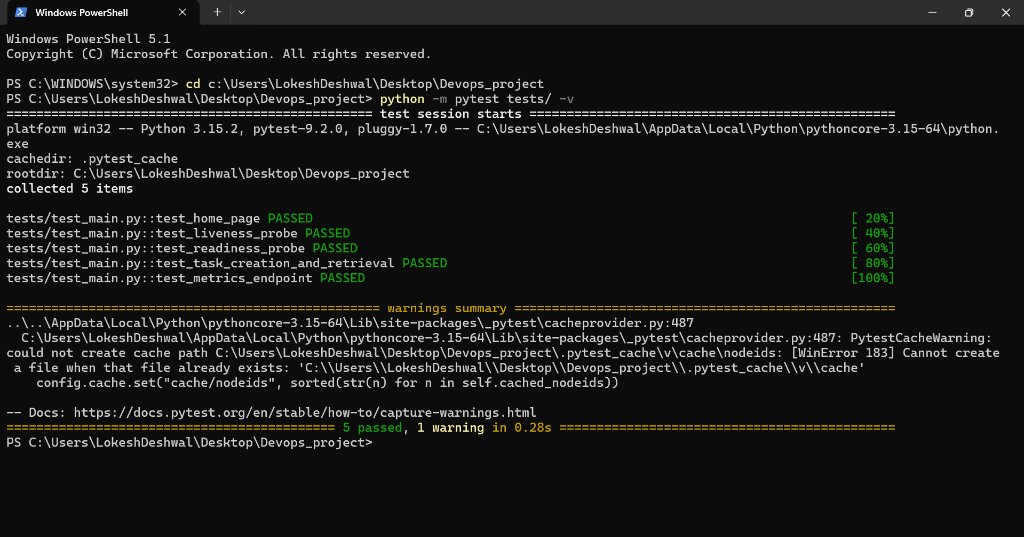 Windows PowerShell
Windows PowerShell 5.1
Copyright (C) Microsoft Corporation. All rights reserved.
PS C:\WINDOWS\system32> cd c:\Users\LokeshDeshwal\Desktop\Devops_project
PS C:\Users\LokeshDeshwal\Desktop\Devops_project> python -m pytest tests/ -v
================================================= test session starts =================================================
platform win32 -- Python 3.15.2, pytest-9.2.0, pluggy-1.7.0 -- C:\Users\LokeshDeshwal\AppData\Local\Python\pythoncore-3.15-64\python.
exe
cachedir: .pytest_cache
rootdir: C:\Users\LokeshDeshwal\Desktop\Devops_project
collected 5 items
tests/test_main.py::test_home_page PASSED [ 20%]
tests/test_main.py::test_liveness_probe PASSED [ 40%]
tests/test_main.py::test_readiness_probe PASSED [ 60%]
tests/test_main.py::test_task_creation_and_retrieval PASSED [ 80%]
tests/test_main.py::test_metrics_endpoint PASSED [100%]
================================================== warnings summary ===================================================
..\..\AppData\Local\Python\pythoncore-3.15-64\Lib\site-packages\_pytest\cacheprovider.py:487
C:\Users\LokeshDeshwal\AppData\Local\Python\pythoncore-3.15-64\Lib\site-packages\_pytest\cacheprovider.py:487: PytestCacheWarning:
could not create cache path C:\Users\LokeshDeshwal\Desktop\Devops_project\.pytest_cache\v\cache\nodeids: [WinError 183] Cannot create
a file when that file already exists: 'C:\\Users\\LokeshDeshwal\\Desktop\\Devops_project\\.pytest_cache\\v\\cache'
config.cache.set("cache/nodeids", sorted(str(n) for n in self.cached_nodeids))
-- Docs: https://docs.pytest.org/en/stable/how-to/capture-warnings.html
============================================ 5 passed, 1 warning in 0.28s =============================================
PS C:\Users\LokeshDeshwal\Desktop\Devops_project>